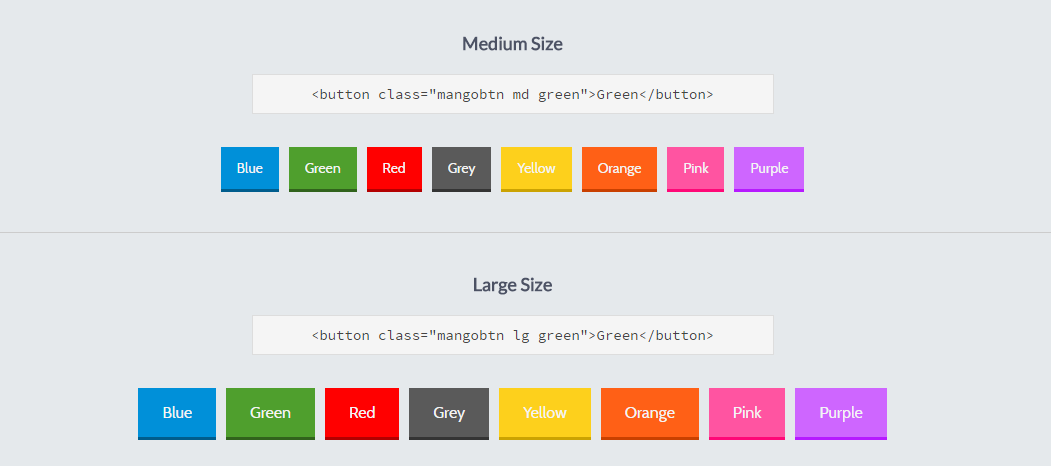 Medium Size
<button class="mangobtn md green">Green</button>
Blue Green Red Grey Yellow Orange Pink Purple
Large Size
<button class="mangobtn lg green">Green</button>
Blue Green Red Grey Yellow Orange Pink Purple